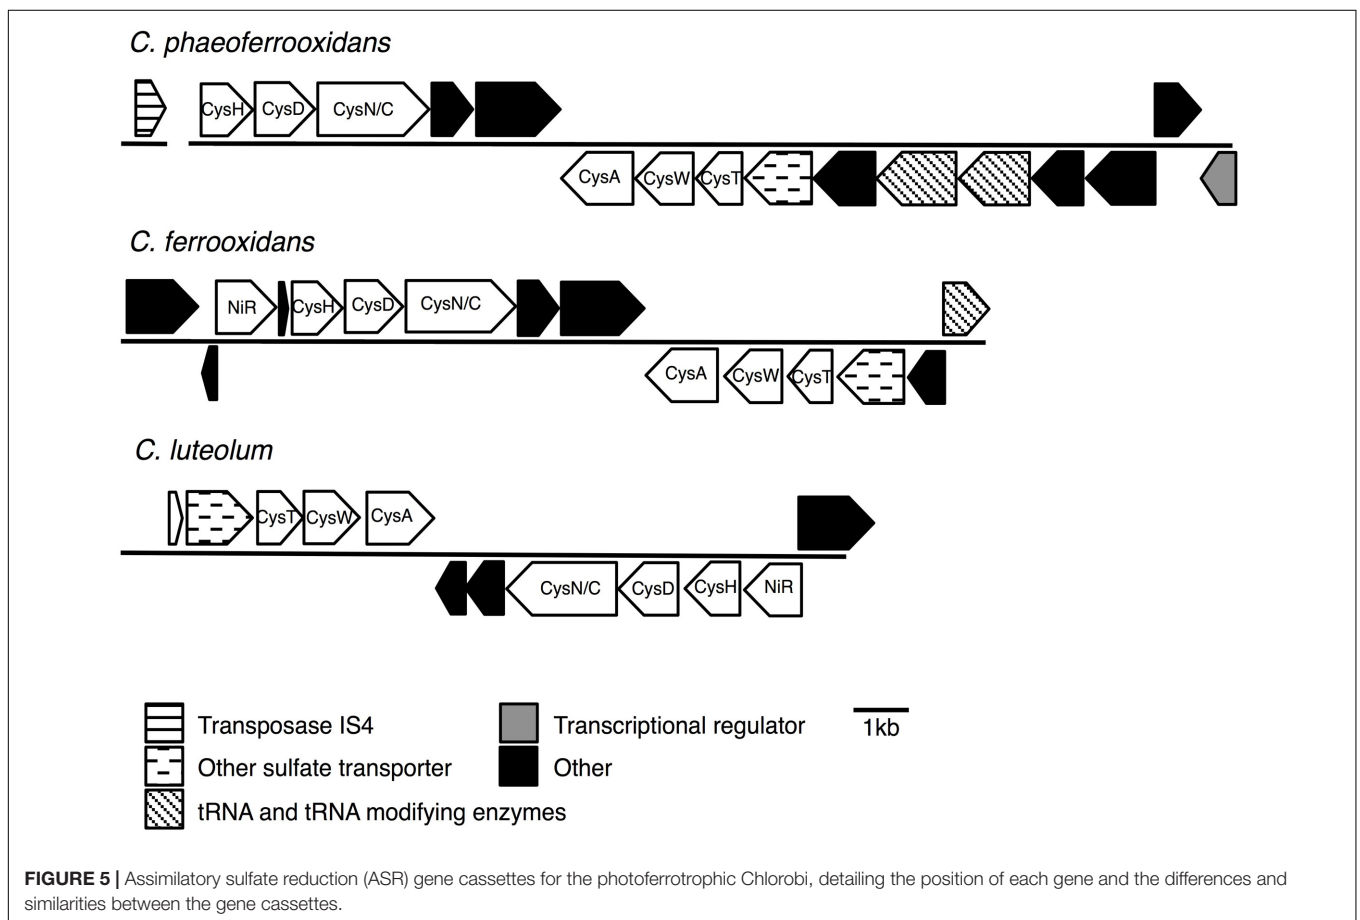 C. phaeoferrooxidans
CysH CysD CysN/C
CysA CysW CysT
C. ferrooxidans
NiR CysH CysD CysN/C
CysA CysW CysT
C. luteolum
CysT CysW CysA
CysN/C CysD CysH NiR
Transposase IS4 Transcriptional regulator 1kb
Other sulfate transporter Other
tRNA and tRNA modifying enzymes
FIGURE 5 | Assimilatory sulfate reduction (ASR) gene cassettes for the photoferrotrophic Chlorobi, detailing the position of each gene and the differences and
similarities between the gene cassettes.